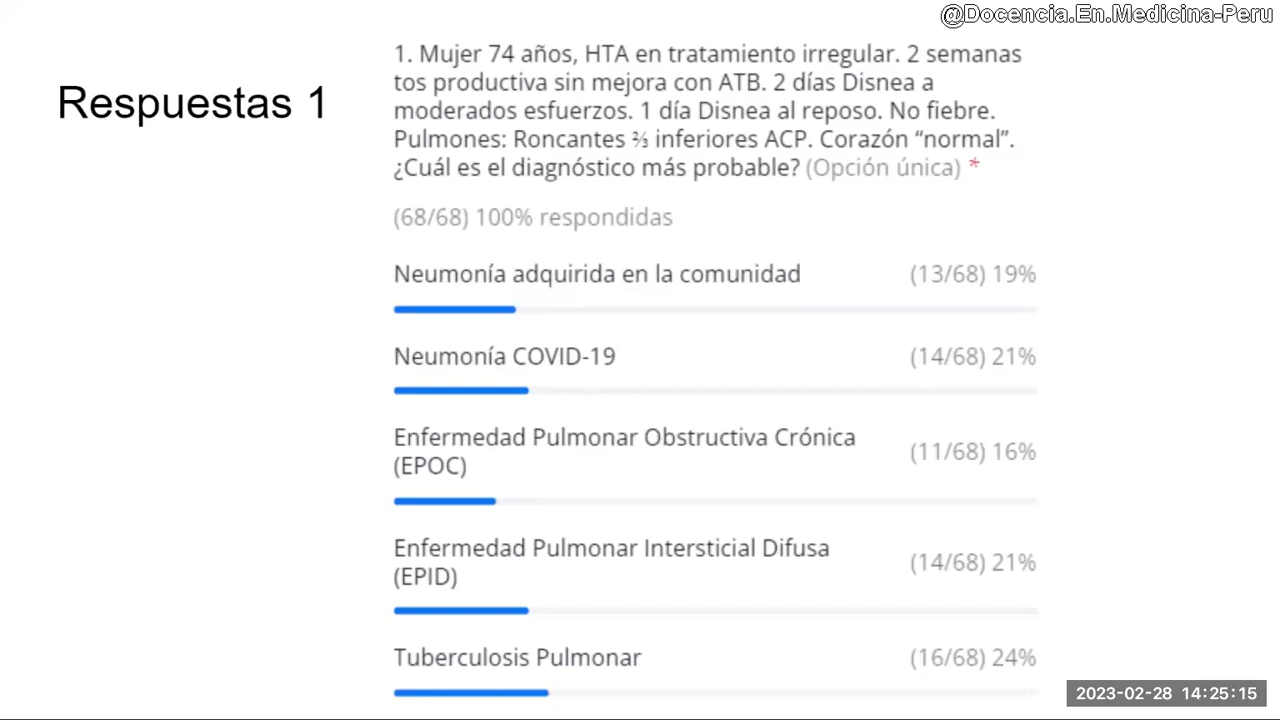 @Docencia.En.Medicina-Peru
Respuestas 1
1. Mujer 74 años, HTA en tratamiento irregular. 2 semanas
tos productiva sin mejora con ATB. 2 días Disnea a
moderados esfuerzos. 1 día Disnea al reposo. No fiebre.
Pulmones: Roncantes ⅔ inferiores ACP. Corazón “normal”.
¿Cuál es el diagnóstico más probable? (Opción única) *
(68/68) 100% respondidas
Neumonía adquirida en la comunidad (13/68) 19%
Neumonía COVID-19 (14/68) 21%
Enfermedad Pulmonar Obstructiva Crónica
(EPOC) (11/68) 16%
Enfermedad Pulmonar Intersticial Difusa
(EPID) (14/68) 21%
Tuberculosis Pulmonar (16/68) 24%
2023-02-28 14:25:15